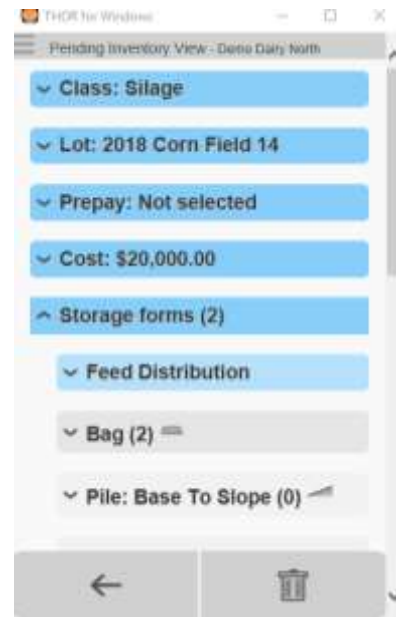 THOR for Windows
Pending Inventory View - Demo Dairy North
Class: Silage
Lot: 2018 Corn Field 14
Prepay: Not selected
Cost: $20,000.00
Storage forms (2)
Feed Distribution
Bag (2)
Pile: Base To Slope (0)